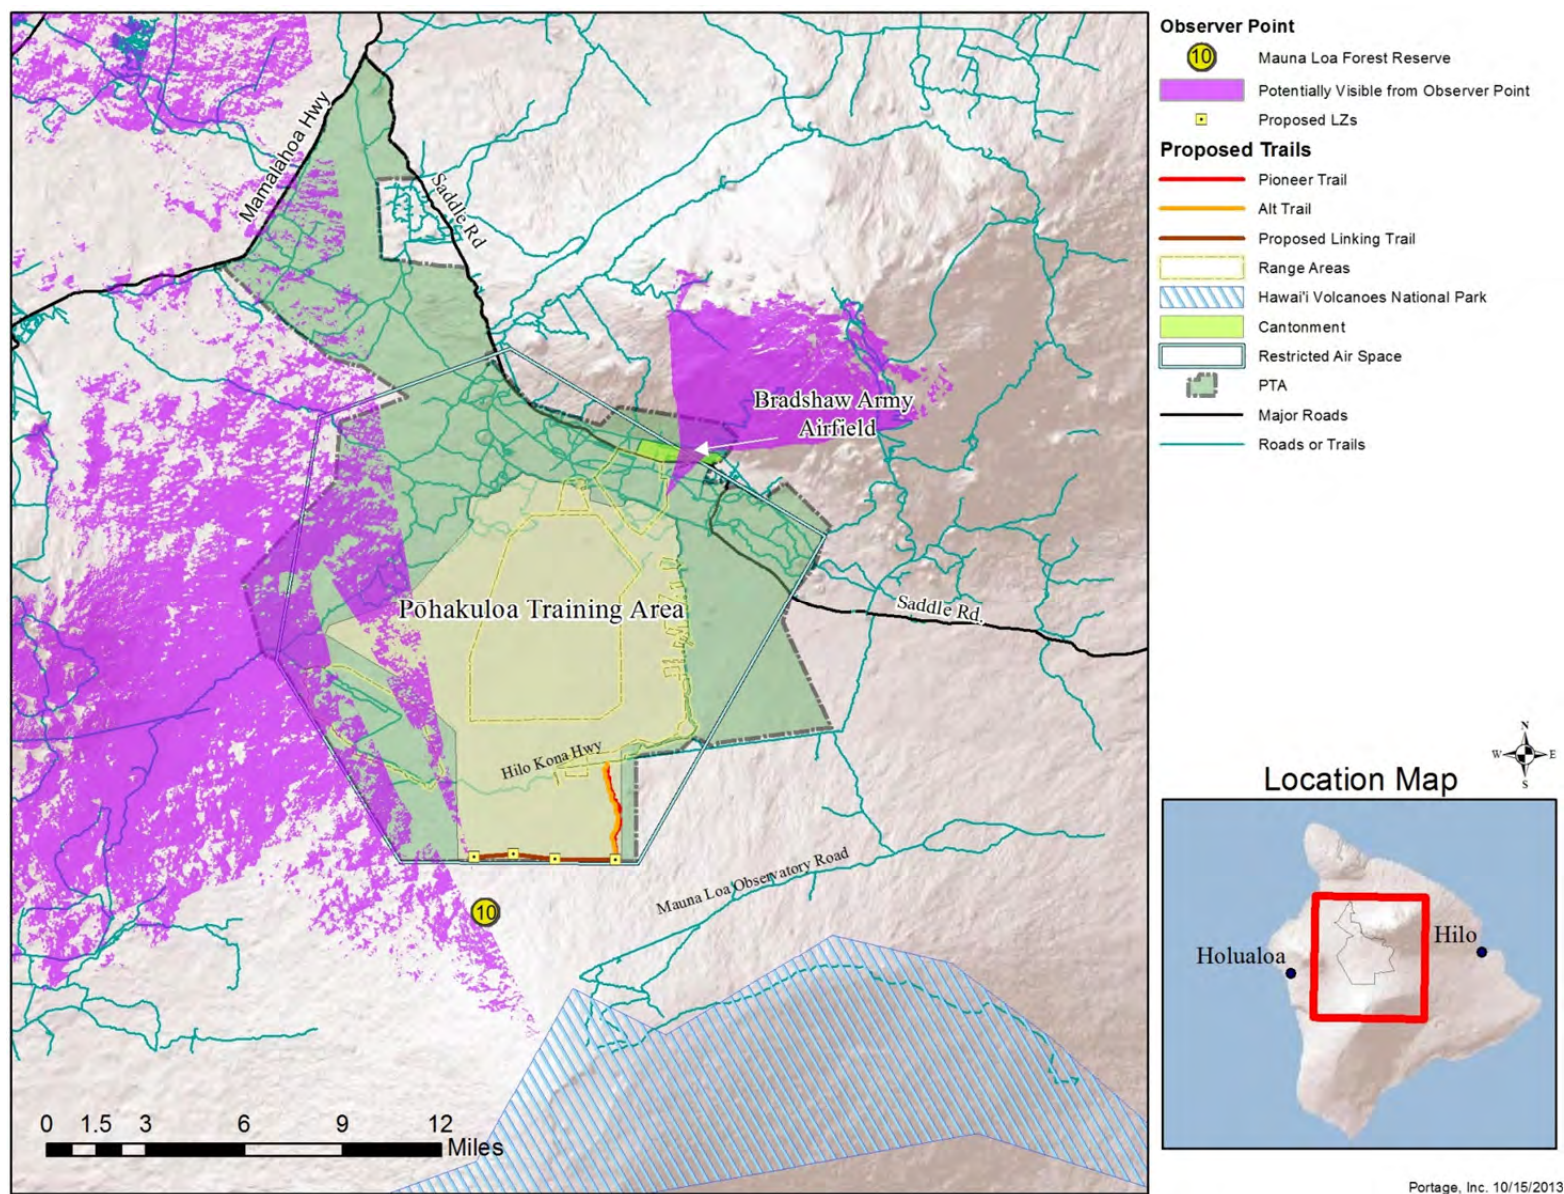 Mamalahoa Hwy
Saddle Rd
Bradshaw Army
Airfield
Pōhakuloa Training Area
Saddle Rd.
Hilo Kona Hwy
Mauna Loa Observatory Road
10
0 1.5 3 6 9 12
Miles
Observer Point
10 Mauna Loa Forest Reserve
Potentially Visible from Observer Point
Proposed LZs
Proposed Trails
Pioneer Trail
Alt Trail
Proposed Linking Trail
Range Areas
Hawai'i Volcanoes National Park
Cantonment
Restricted Air Space
PTA
Major Roads
Roads or Trails
N
W E
S
Location Map
Holualoa
Hilo
Portage, Inc. 10/15/2013